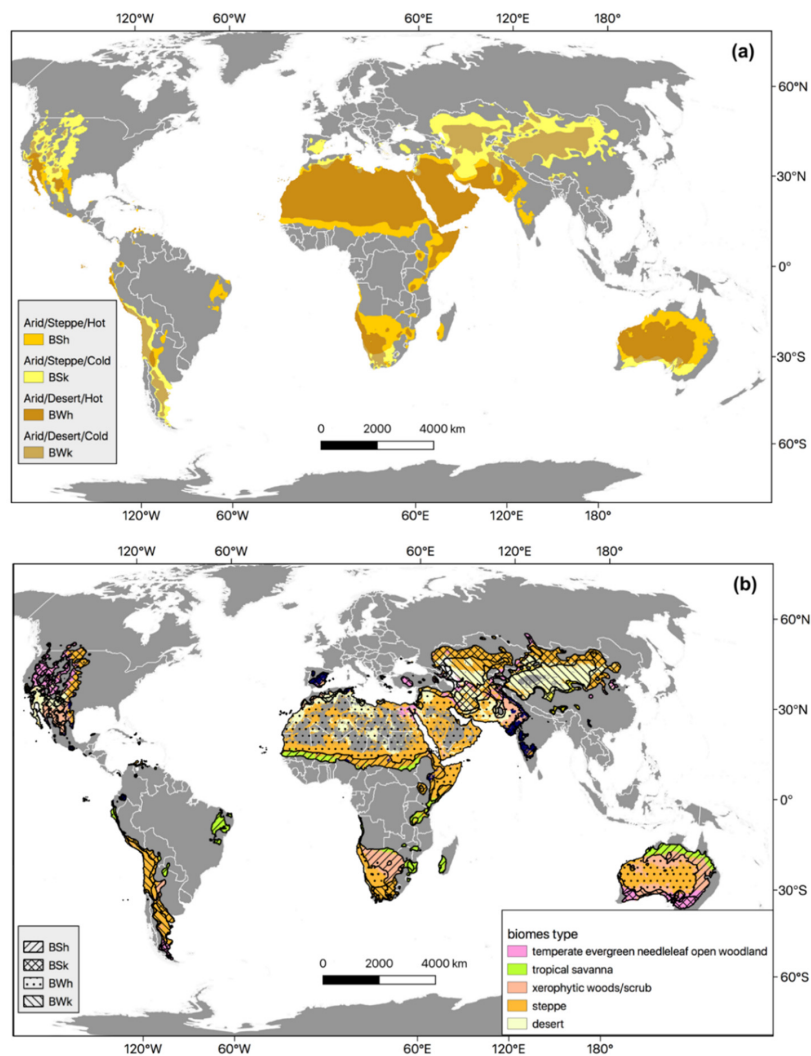 120°W 60°W 60°E 120°E 180°
(a)
60°N
30°N
0°
30°S
60°S
Arid/Steppe/Hot
BSh
Arid/Steppe/Cold
BSk
Arid/Desert/Hot
BWh
Arid/Desert/Cold
BWk
0 2000 4000 km
120°W 60°W 60°E 120°E 180°
120°W 60°W 60°E 120°E 180°
(b)
60°N
30°N
0°
30°S
60°S
BSh
BSk
BWh
BWk
0 2000 4000 km
biomes type
temperate evergreen needleleaf open woodland
tropical savanna
xerophytic woods/scrub
steppe
desert
120°W 60°W 60°E 120°E 180°